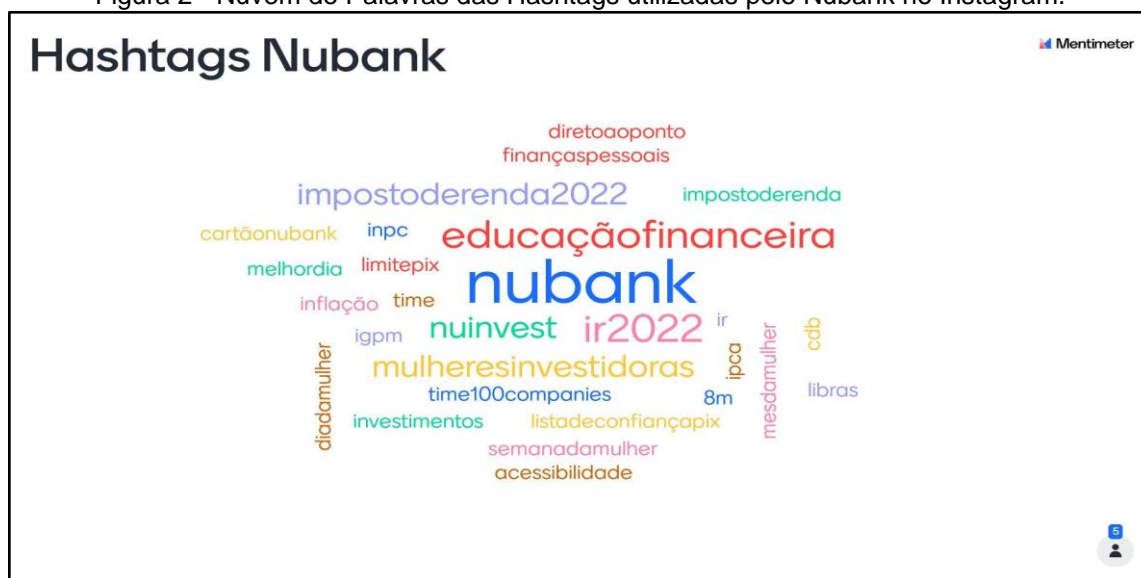 Figura 2 - Nuvem de Palavras das Hashtags utilizadas pelo Nubank no Instagram.
Hashtags Nubank
Mentimeter
diretoaoponto
finançaspessoais
impostoderenda2022
impostoderenda
cartãonubank
inpc
educaçãofinanceira
melhordia
limitepix
nubank
inflação
time
igpm
nuinvest
ir2022
ir
cdb
mulheresinvestidoras
ipca
mesdamulher
diadamulher
time100companies
8m
libras
investimentos
listadeconfiançapix
semanadamulher
acessibilidade
5